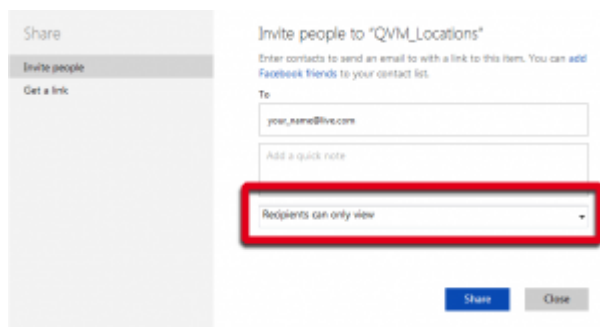 Share
Invite people
Get a link
Invite people to "QVM_Locations"
Enter contacts to send an email to with a link to this item. You can add
Facebook friends to your contact list.
To
your_name@live.com
Add a quick note
Recipients can only view
Share
Close